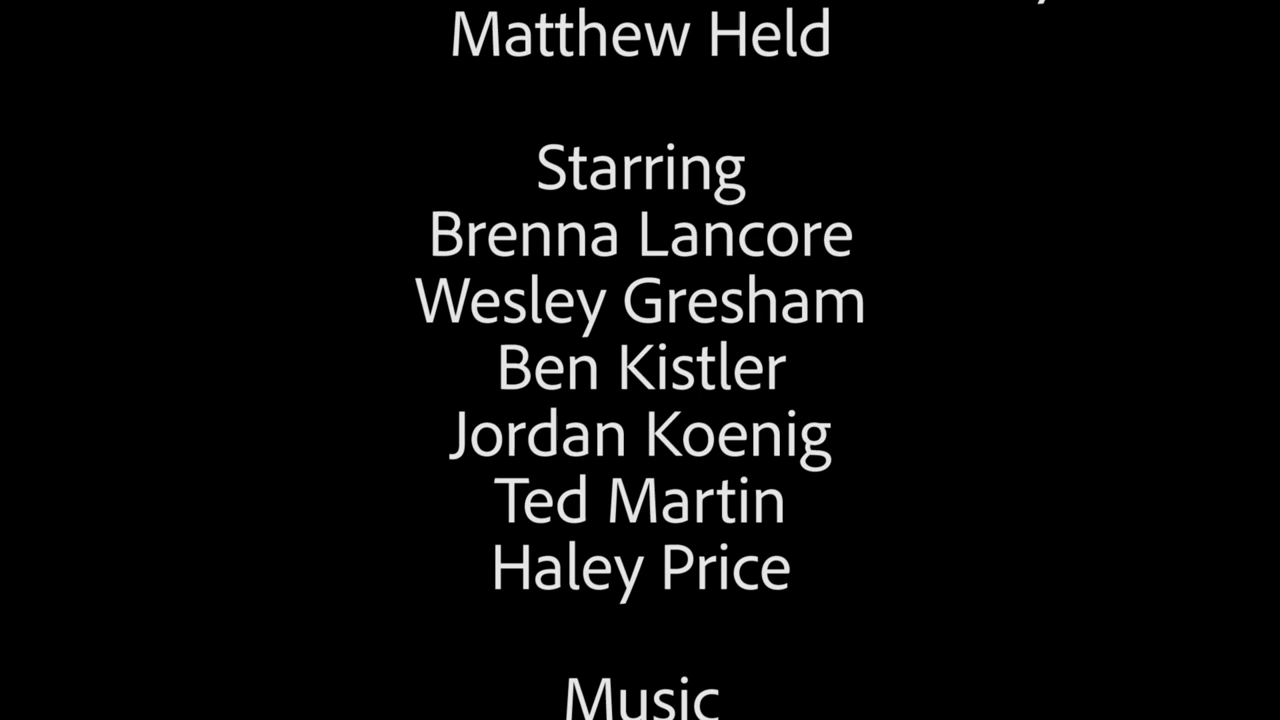 Matthew Held
Starring
Brenna Lancore
Wesley Gresham
Ben Kistler
Jordan Koenig
Ted Martin
Haley Price
Music